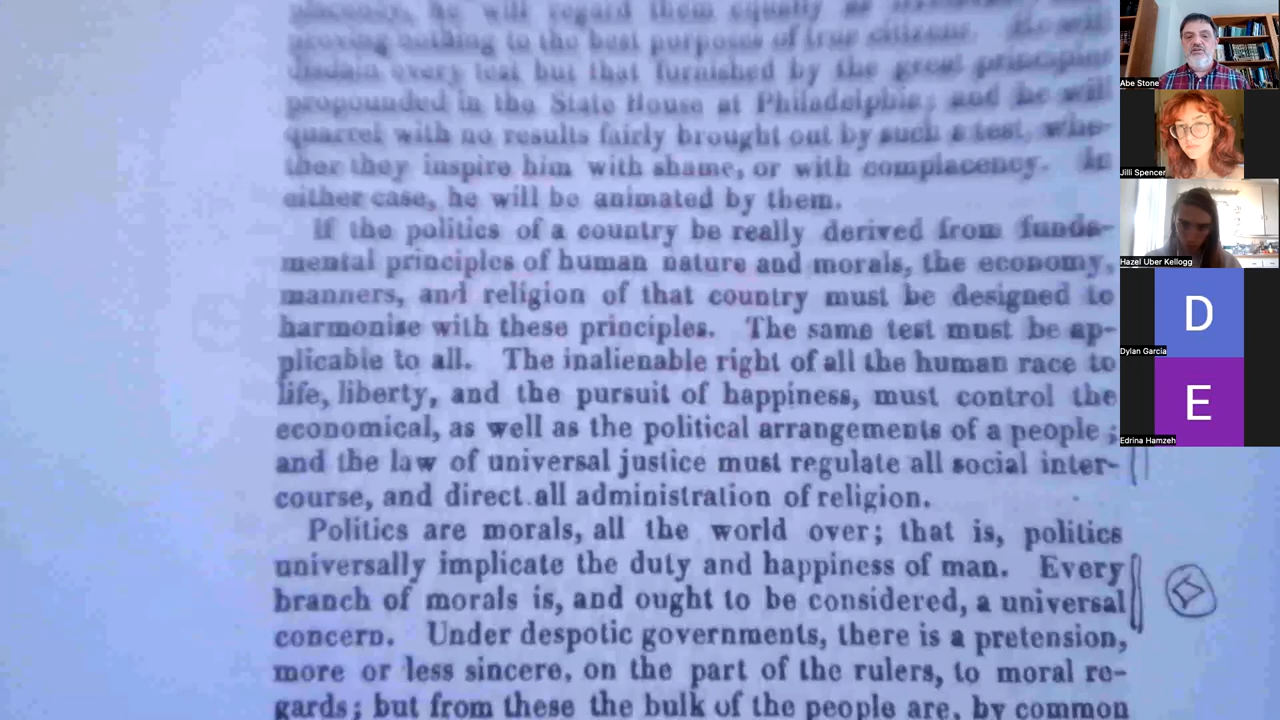 placency, he will regard them equally as
proving nothing to the best purposes of true citizens. He will
disdain every test but that furnished by the great principles
propounded in the State House at Philadelphia; and he will
quarrel with no results fairly brought out by such a test, whe-
ther they inspire him with shame, or with complacency. In
either case, he will be animated by them.
If the politics of a country be really derived from funda-
mental principles of human nature and morals, the economy,
manners, and religion of that country must be designed to
harmonise with these principles. The same test must be ap-
plicable to all. The inalienable right of all the human race to
life, liberty, and the pursuit of happiness, must control the
economical, as well as the political arrangements of a people;
and the law of universal justice must regulate all social inter-
course, and direct all administration of religion.
Politics are morals, all the world over; that is, politics
universally implicate the duty and happiness of man. Every
branch of morals is, and ought to be considered, a universal
concern. Under despotic governments, there is a pretension,
more or less sincere, on the part of the rulers, to moral re-
gards; but from these the bulk of the people are, by common
Abe Stone
Jilli Spencer
Hazel Uber Kellogg
D
Dylan Garcia
E
Edrina Hamzeh